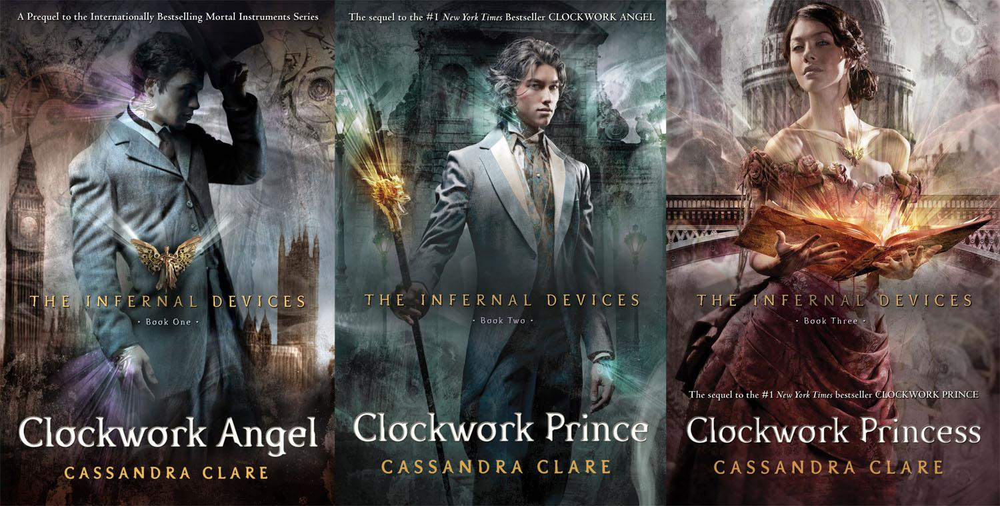 A Prequel to the Internationally Bestselling Mortal Instruments Series
THE INFERNAL DEVICES
• Book One •
Clockwork Angel
CASSANDRA CLARE
The sequel to the #1 New York Times Bestseller CLOCKWORK ANGEL
THE INFERNAL DEVICES
• Book Two •
Clockwork Prince
CASSANDRA CLARE
THE INFERNAL DEVICES
• Book Three •
The sequel to the #1 New York Times bestseller CLOCKWORK PRINCE
Clockwork Princess
CASSANDRA CLARE